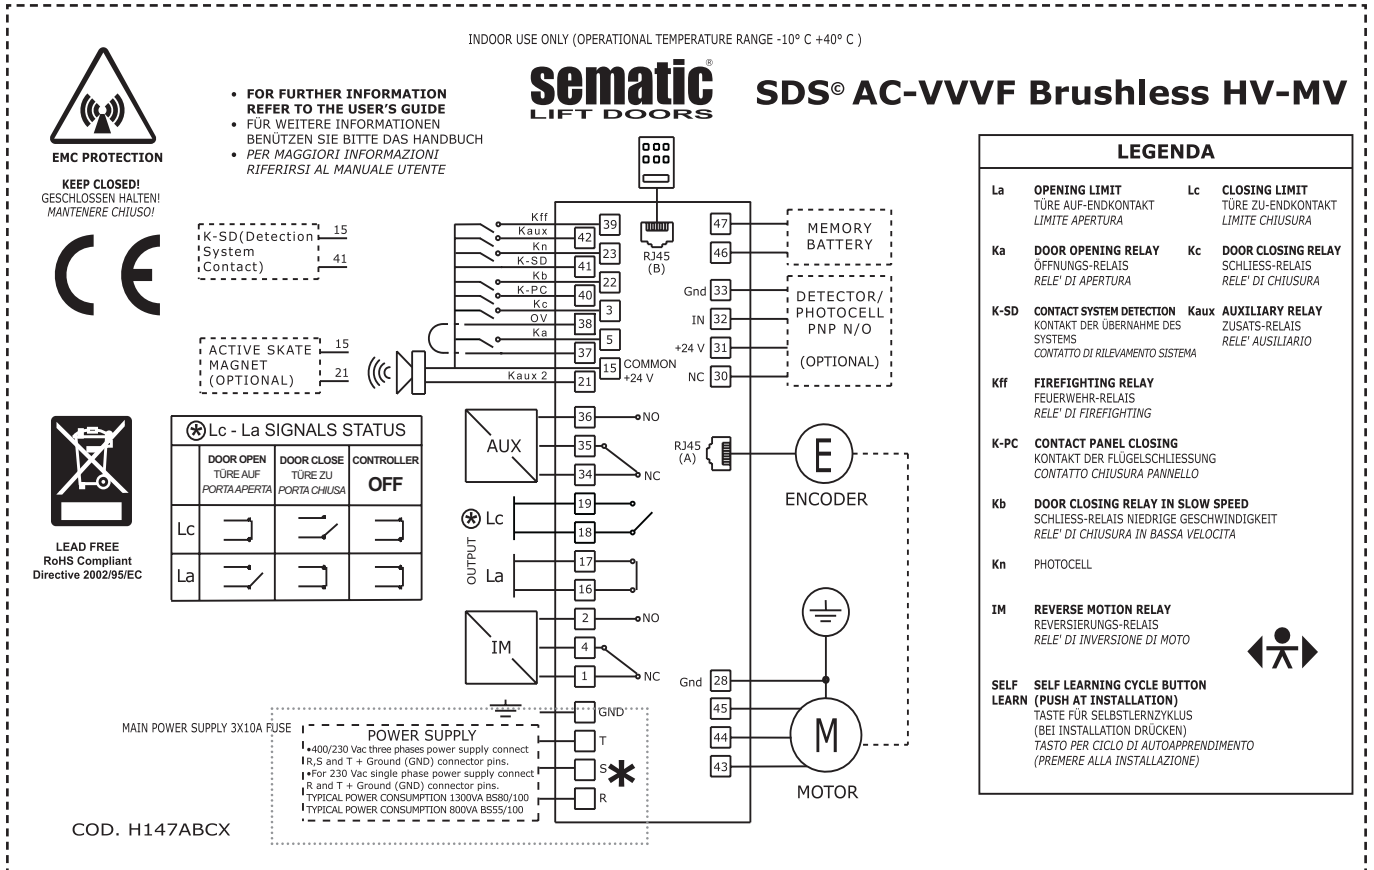 INDOOR USE ONLY (OPERATIONAL TEMPERATURE RANGE -10° C +40° C )
sematic®
LIFT DOORS
SDS© AC-VVVF Brushless HV-MV
EMC PROTECTION
KEEP CLOSED!
GESCHLOSSEN HALTEN!
MANTENERE CHIUSO!
CE
• FOR FURTHER INFORMATION
REFER TO THE USER'S GUIDE
• FÜR WEITERE INFORMATIONEN
BENÜTZEN SIE BITTE DAS HANDBUCH
• PER MAGGIORI INFORMAZIONI
RIFERIRSI AL MANUALE UTENTE
K-SD(Detection
System
Contact)
15
41
ACTIVE SKATE
MAGNET
(OPTIONAL)
15
21
Kff
39
Kaux
42
Kn
23
K-SD
41
Kb
22
K-PC
40
Kc
3
OV
38
Ka
5
37
15
COMMON
+24 V
Kaux 2
21
RJ45
(B)
47
46
MEMORY
BATTERY
Gnd 33
IN 32
+24 V 31
NC 30
DETECTOR/
PHOTOCELL
PNP N/O
(OPTIONAL)
LEAD FREE
RoHS Compliant
Directive 2002/95/EC
Lc - La SIGNALS STATUS
DOOR OPEN
TÜRE AUF
PORTA APERTA
DOOR CLOSE
TÜRE ZU
PORTA CHIUSA
CONTROLLER
OFF
Lc
La
AUX
36
NO
35
34
NC
OUTPUT
Lc
19
18
La
17
16
IM
2
NO
4
1
NC
RJ45
(A)
E
ENCODER
Gnd 28
45
44
43
M
MOTOR
MAIN POWER SUPPLY 3X10A FUSE
POWER SUPPLY
•400/230 Vac three phases power supply connect
R,S and T + Ground (GND) connector pins.
•For 230 Vac single phase power supply connect
R and T + Ground (GND) connector pins.
TYPICAL POWER CONSUMPTION 1300VA BS80/100
TYPICAL POWER CONSUMPTION 800VA BS55/100
GND
T
S *
R
COD. H147ABCX
LEGENDA
La OPENING LIMIT
TÜRE AUF-ENDKONTAKT
LIMITE APERTURA
Lc CLOSING LIMIT
TÜRE ZU-ENDKONTAKT
LIMITE CHIUSURA
Ka DOOR OPENING RELAY
ÖFFNUNGS-RELAIS
RELE' DI APERTURA
Kc DOOR CLOSING RELAY
SCHLIESS-RELAIS
RELE' DI CHIUSURA
K-SD CONTACT SYSTEM DETECTION
KONTAKT DER ÜBERNAHME DES
SYSTEMS
CONTATTO DI RILEVAMENTO SISTEMA
Kaux AUXILIARY RELAY
ZUSATS-RELAIS
RELE' AUSILIARIO
Kff FIREFIGHTING RELAY
FEUERWEHR-RELAIS
RELE' DI FIREFIGHTING
K-PC CONTACT PANEL CLOSING
KONTAKT DER FLÜGELSCHLIESSUNG
CONTATTO CHIUSURA PANNELLO
Kb DOOR CLOSING RELAY IN SLOW SPEED
SCHLIESS-RELAIS NIEDRIGE GESCHWINDIGKEIT
RELE' DI CHIUSURA IN BASSA VELOCITA
Kn PHOTOCELL
IM REVERSE MOTION RELAY
REVERSIERUNGS-RELAIS
RELE' DI INVERSIONE DI MOTO
SELF SELF LEARNING CYCLE BUTTON
LEARN (PUSH AT INSTALLATION)
TASTE FÜR SELBSTLERNZYKLUS
(BEI INSTALLATION DRÜCKEN)
TASTO PER CICLO DI AUTOAPPRENDIMENTO
(PREMERE ALLA INSTALLAZIONE)